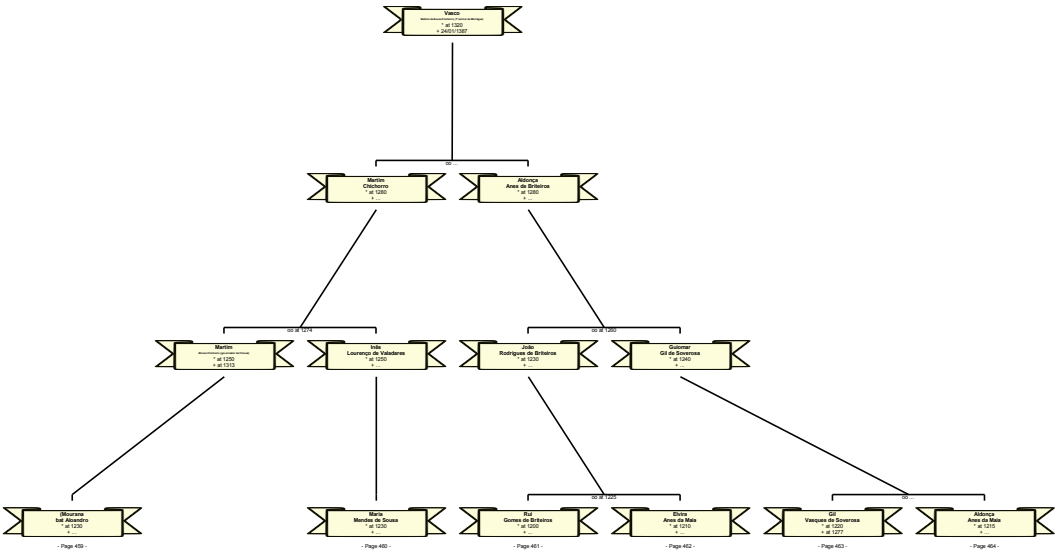 Vasco
* at 1320
+ 24/01/1387
oo ...
Martim
Chichorro
* at 1280
+ ...
Aldonça
Anes de Briteiros
* at 1280
+ ...
oo at 1274
oo at 1260
Martim
* at 1250
+ at 1313
Inês
Lourenço de Valadares
* at 1250
+ ...
João
Rodrigues de Briteiros
* at 1230
+ ...
Guiomar
Gil de Soverosa
* at 1240
+ ...
oo at 1225
oo ...
(Mourana
bat Aloandro
* at 1230
+ ...
Maria
Mendes de Sousa
* at 1230
+ ...
Rui
Gomes de Briteiros
* at 1200
+ ...
Elvira
Anes da Maia
* at 1210
+ ...
Gil
Vasques de Soverosa
* at 1220
+ at 1277
Aldonça
Anes da Maia
* at 1215
+ ...
- Page 459 -
- Page 460 -
- Page 461 -
- Page 462 -
- Page 463 -
- Page 464 -